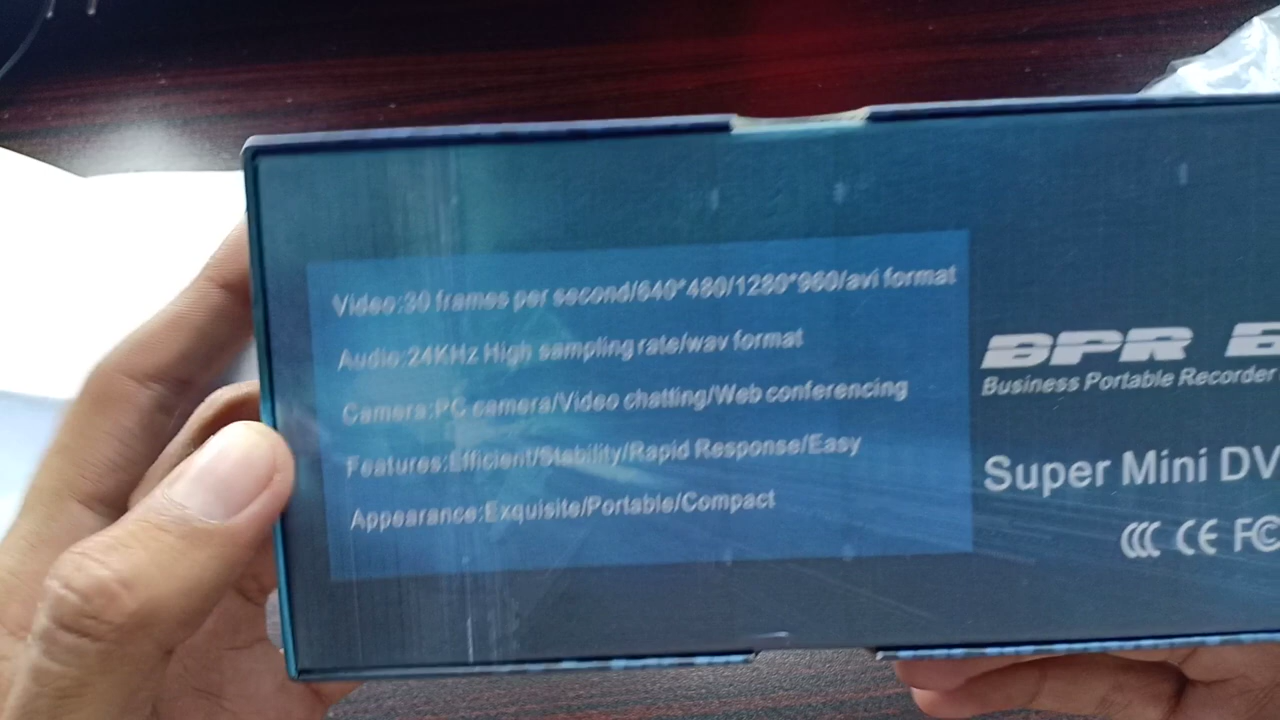 Video:30 frames per second/640*480/1280*960/avi format
Audio:24KHz High sampling rate/wav format
Camera:PC camera/Video chatting/Web conferencing
Features:Efficient/Stability/Rapid Response/Easy
Appearance:Exquisite/Portable/Compact
BPR
Business Portable Recorder
Super Mini DV
CCC CE FC